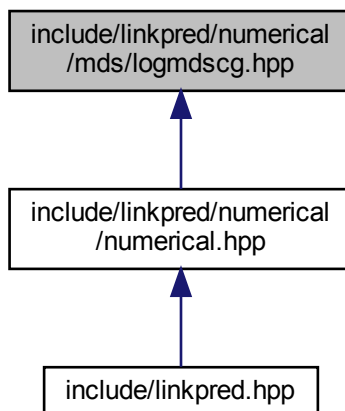 include/linkpred/numerical
/mds/logmdscg.hpp
include/linkpred/numerical
/numerical.hpp
include/linkpred.hpp